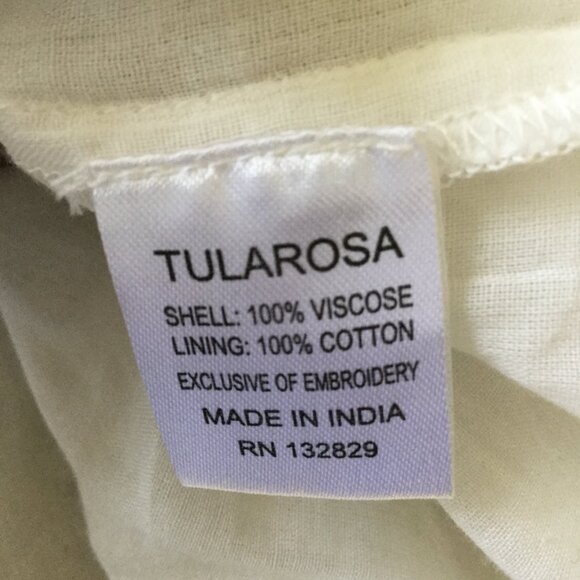 TULAROSA
SHELL: 100% VISCOSE
LINING: 100% COTTON
EXCLUSIVE OF EMBROIDERY
MADE IN INDIA
RN 132829